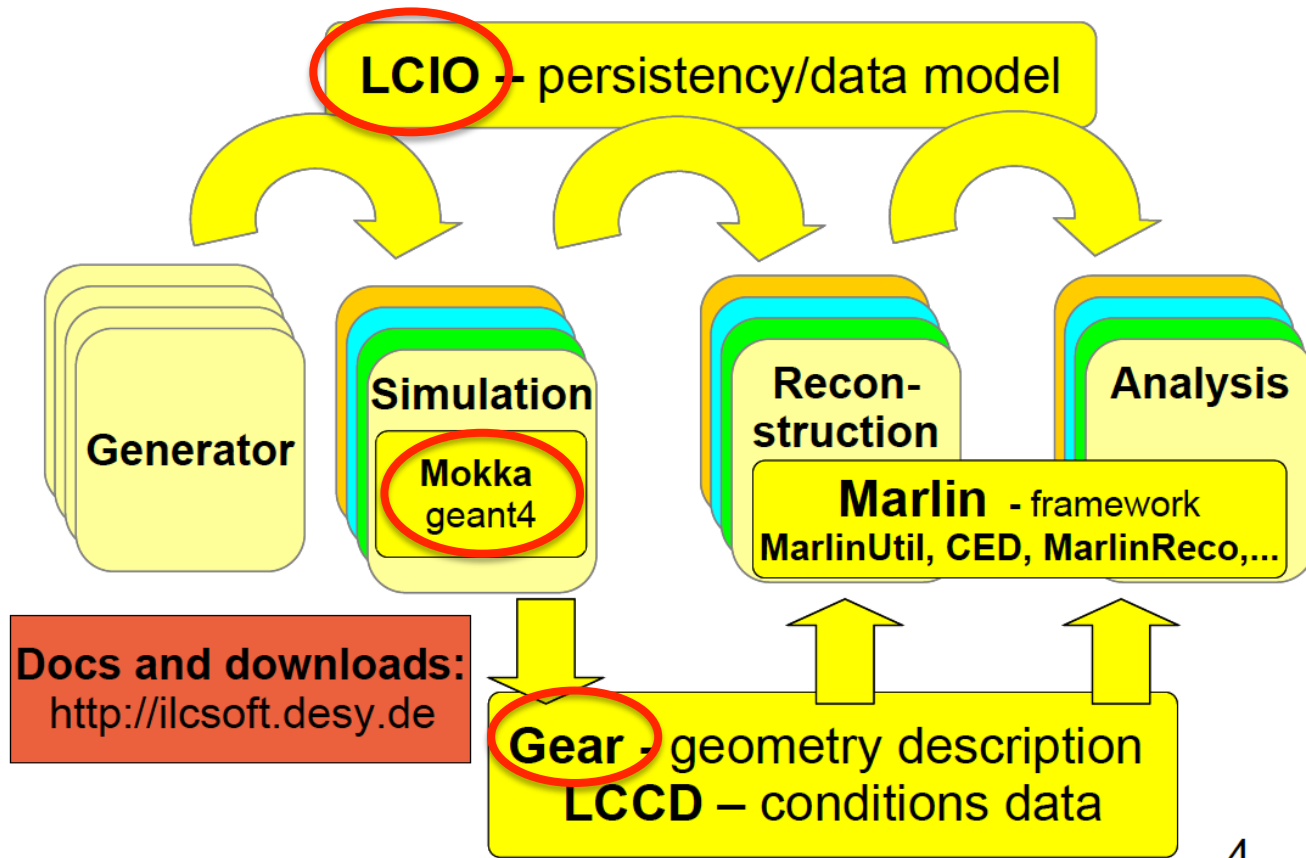 LCIO – persistency/data model
Generator
Simulation
Mokka
geant4
Recon-
struction
Analysis
Marlin - framework
MarlinUtil, CED, MarlinReco,...
Docs and downloads:
http://ilcsoft.desy.de
Gear - geometry description
LCCD – conditions data
4